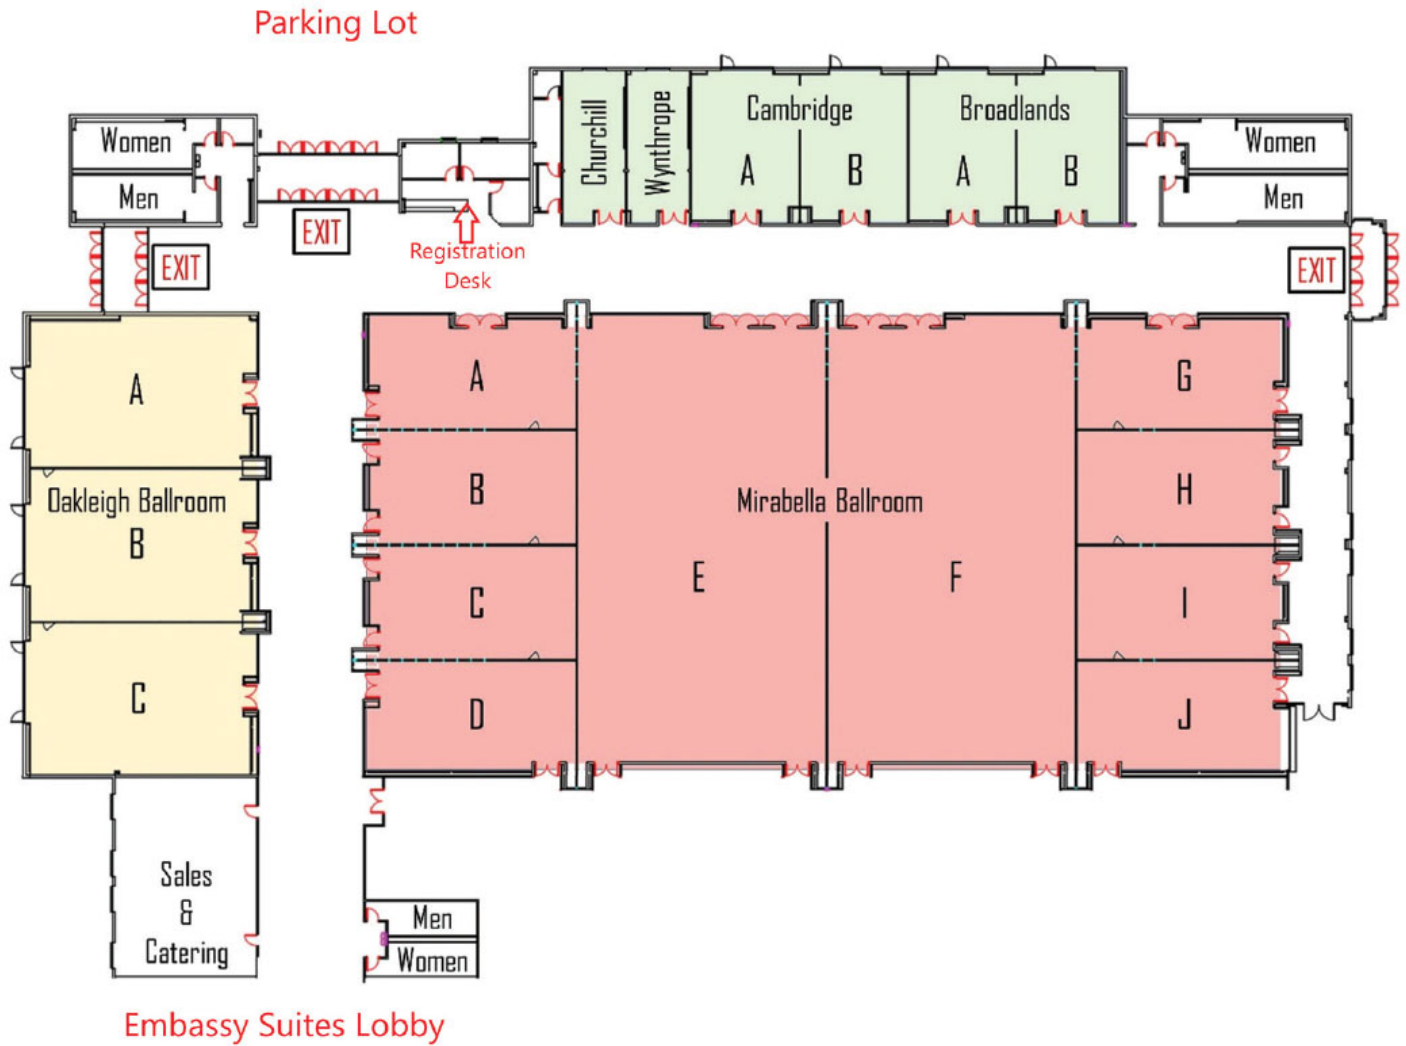 Parking Lot
Churchill
Wynthrope
Cambridge
A
B
Broadlands
A
B
Women
Men
Women
Men
EXIT
EXIT
Registration
Desk
EXIT
A
Oakleigh Ballroom
B
C
A
B
C
D
Mirabella Ballroom
E
F
G
H
I
J
Sales
&
Catering
Men
Women
Embassy Suites Lobby